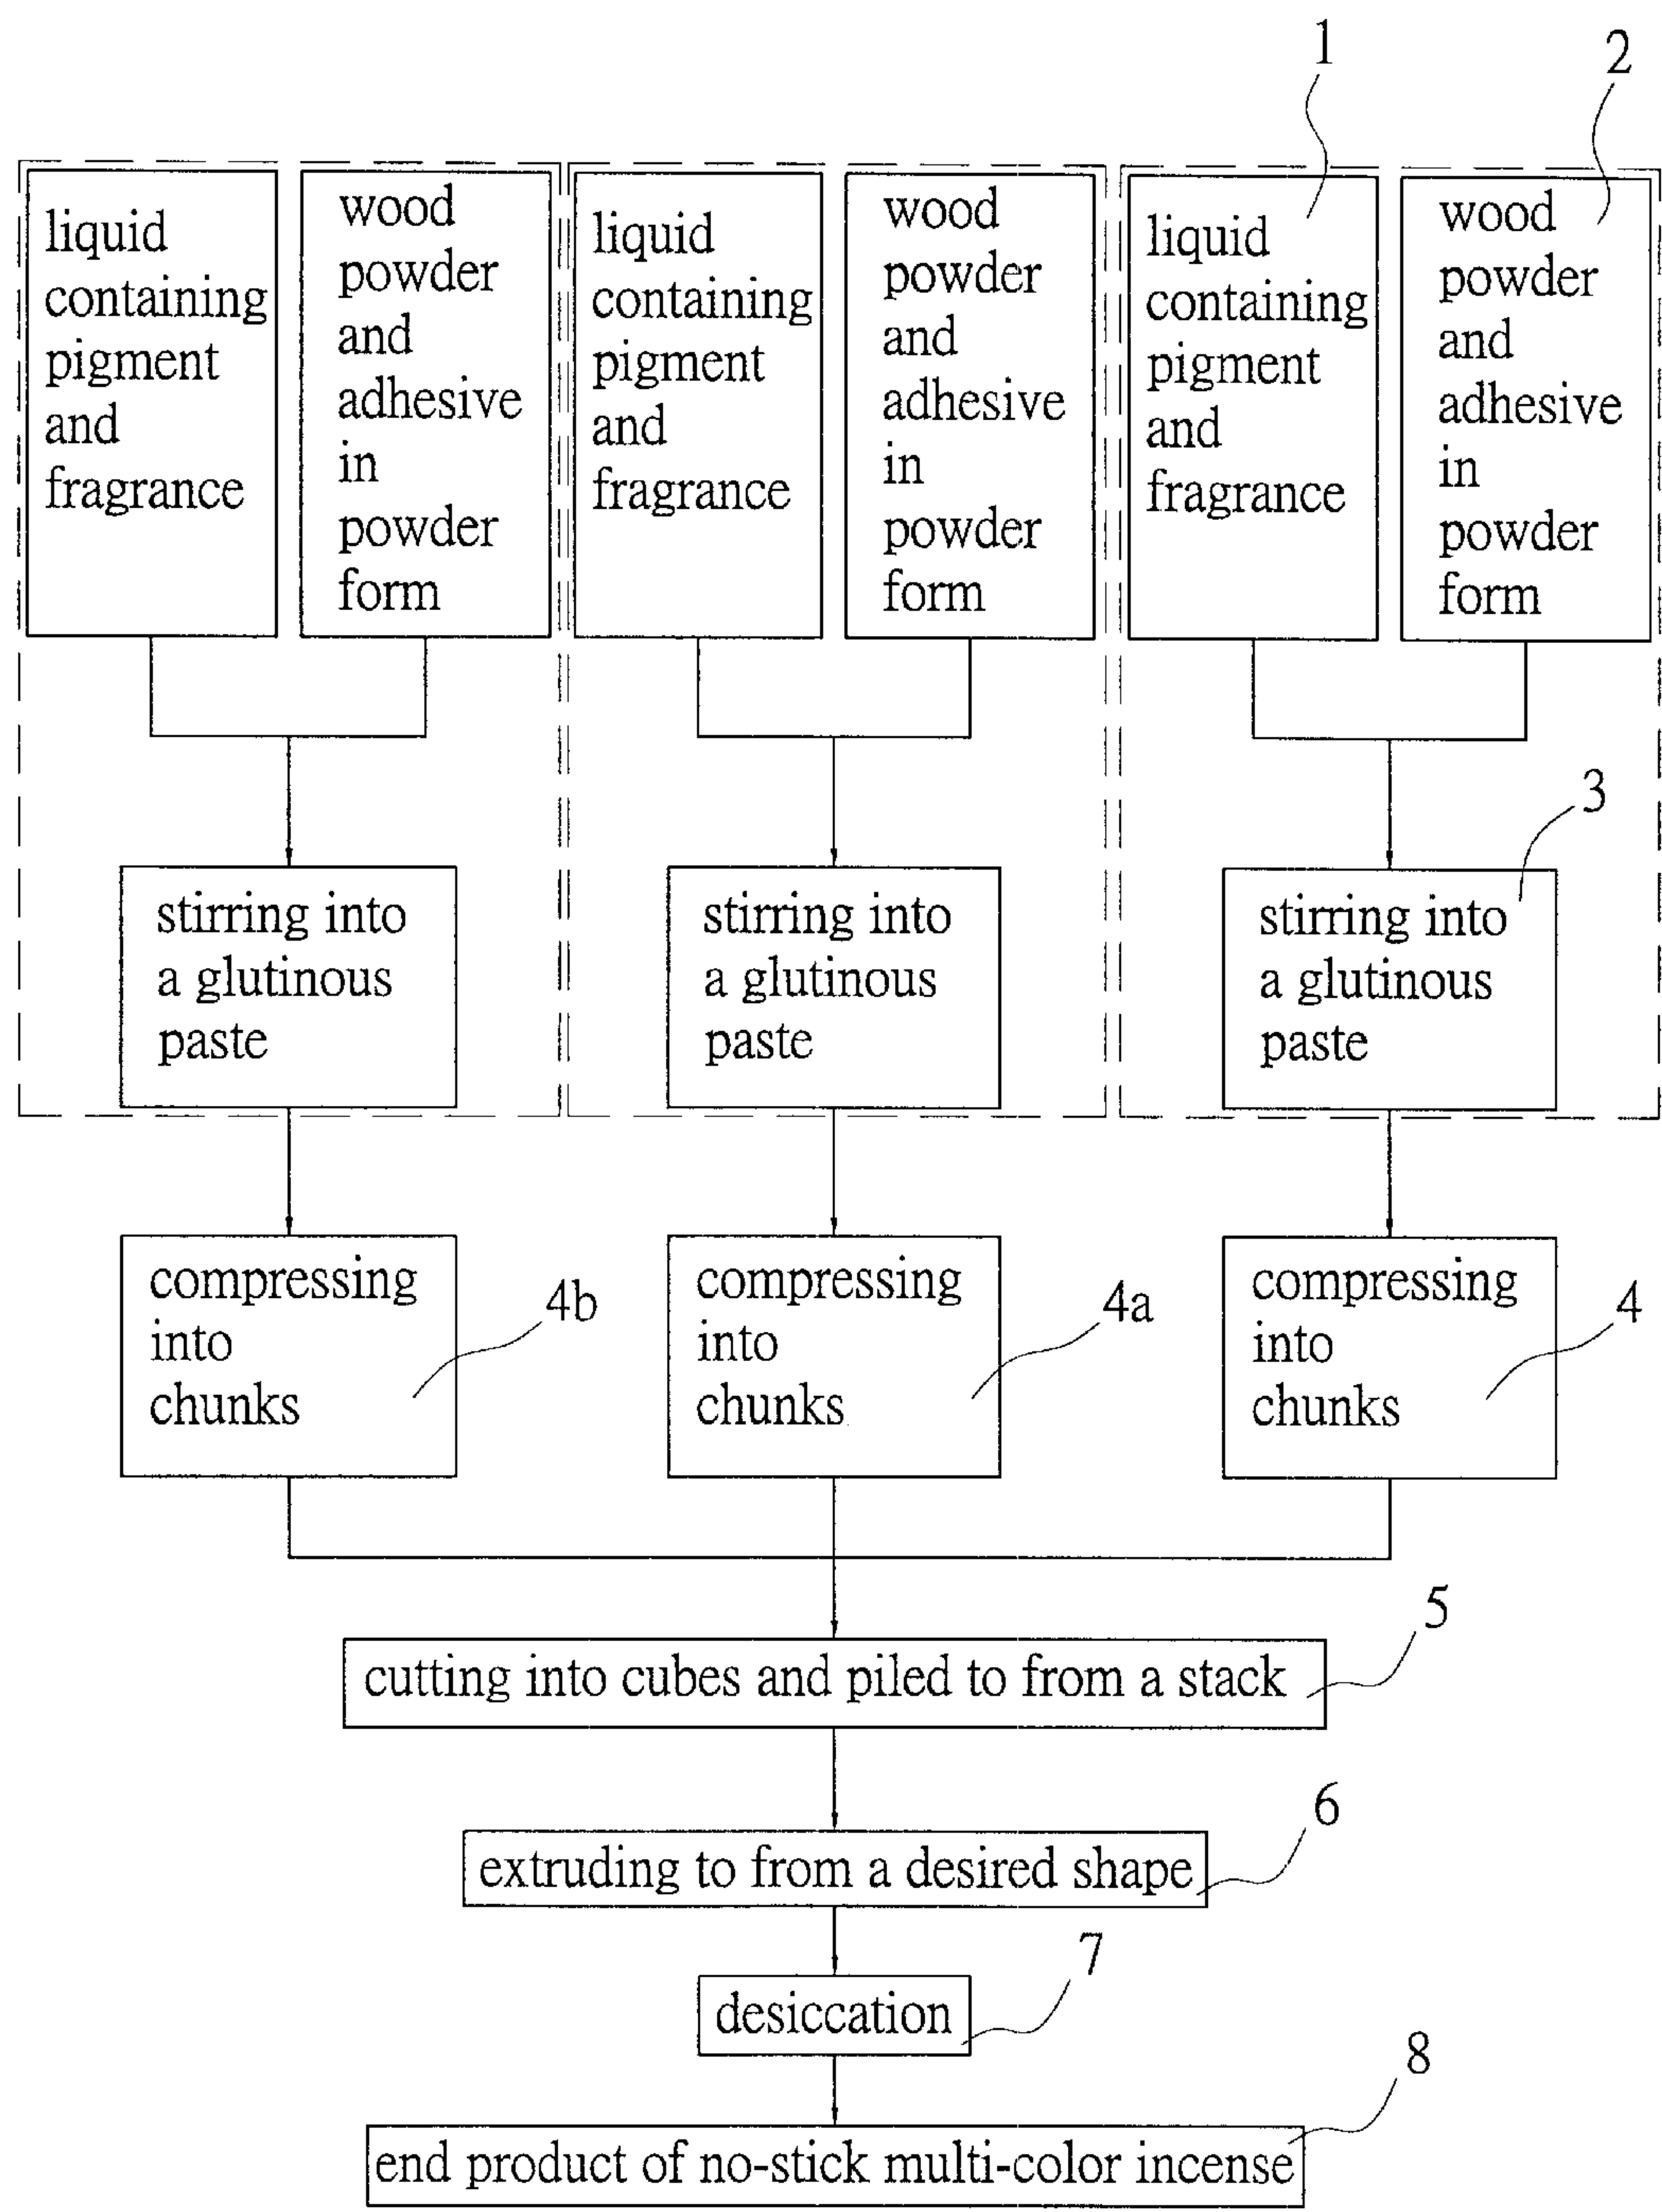 1
2
liquid
containing
pigment
and
fragrance
wood
powder
and
adhesive
in
powder
form
liquid
containing
pigment
and
fragrance
wood
powder
and
adhesive
in
powder
form
liquid
containing
pigment
and
fragrance
wood
powder
and
adhesive
in
powder
form
3
stirring into
a glutinous
paste
stirring into
a glutinous
paste
stirring into
a glutinous
paste
compressing
into
chunks
4b
compressing
into
chunks
4a
compressing
into
chunks
4
5
cutting into cubes and piled to from a stack
6
extruding to from a desired shape
7
desiccation
8
end product of no-stick multi-color incense